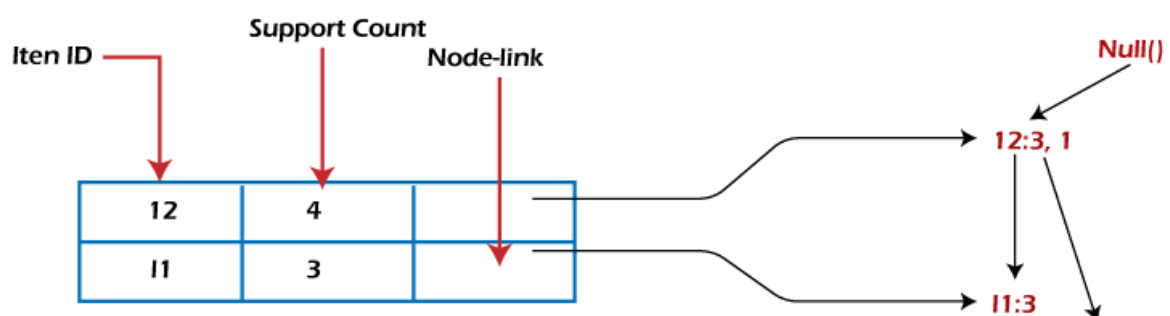 Iten ID
Support Count
Node-link
Null()
12:3, 1
12 4
I1 3
I1:3